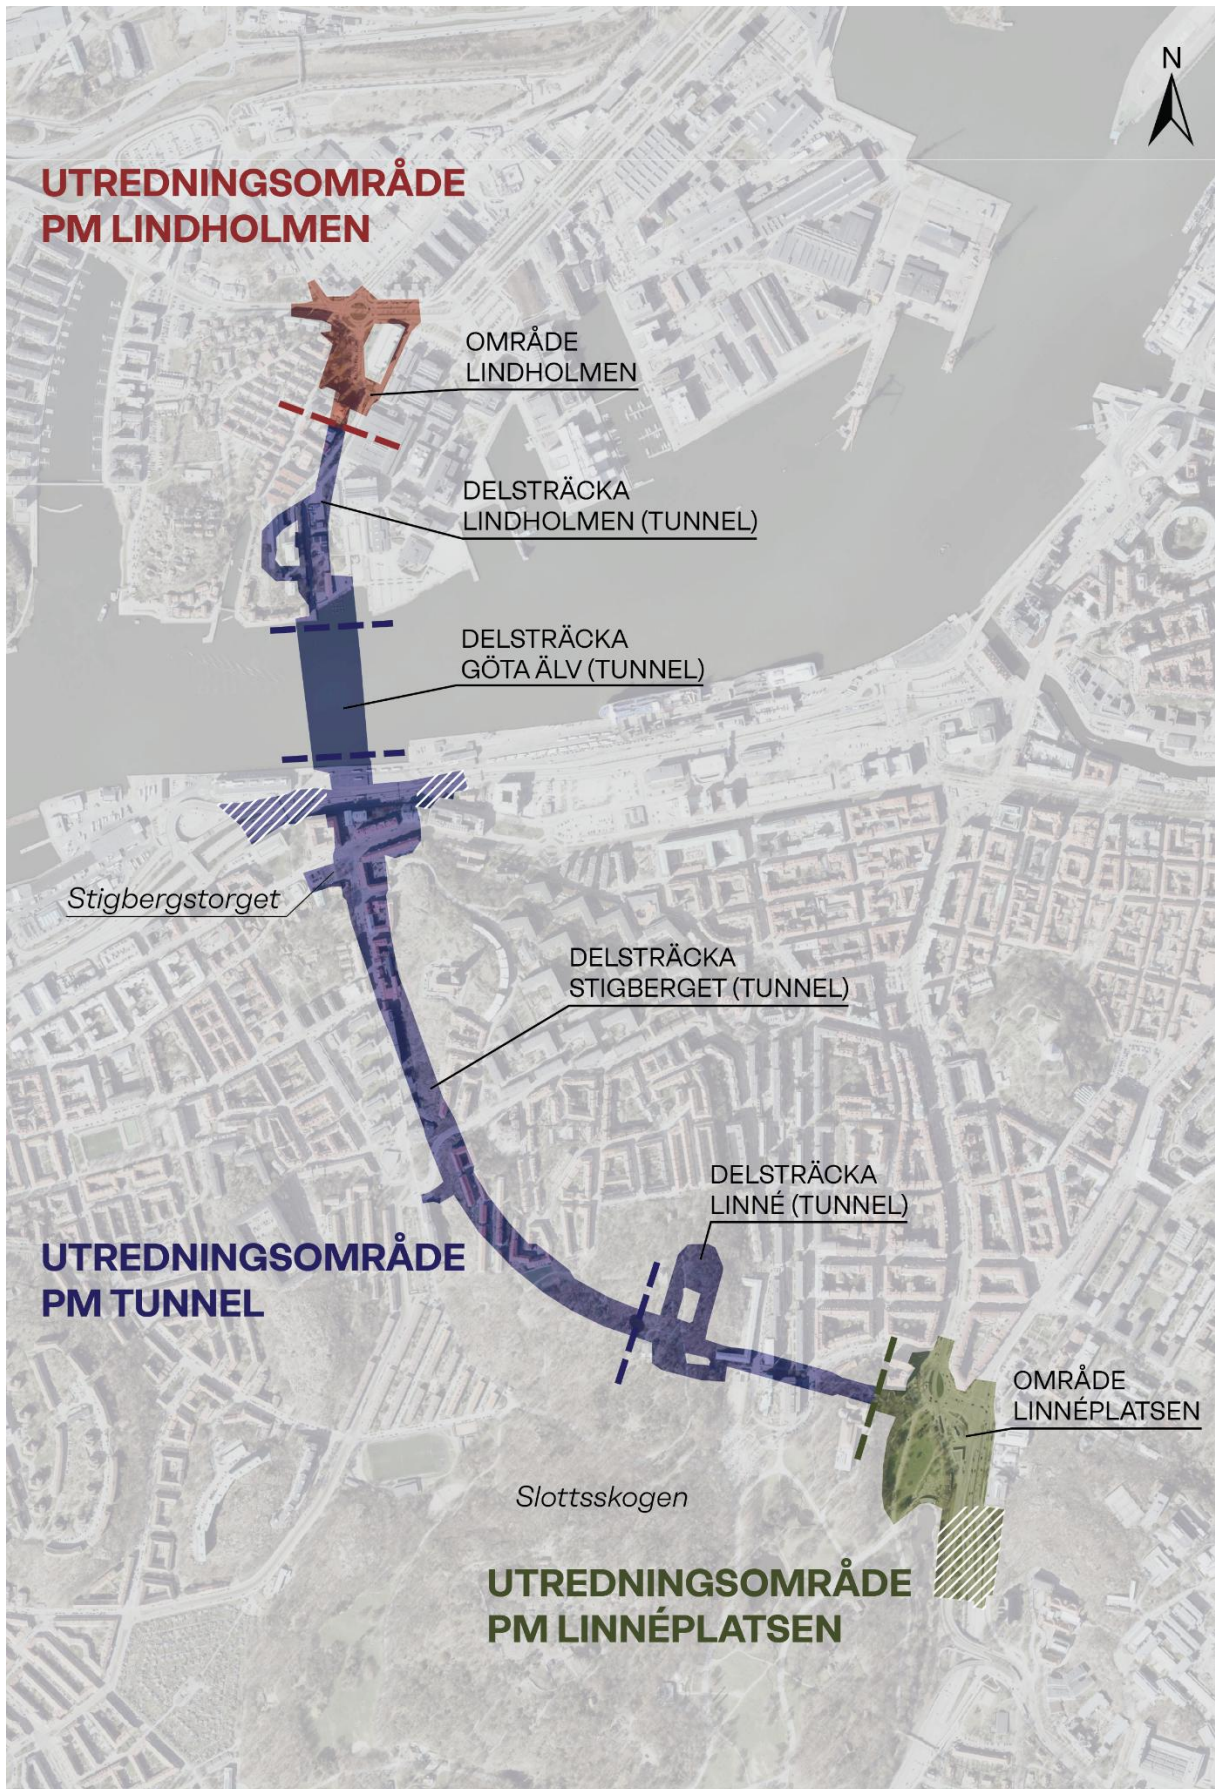 N
UTREDNINGSOMRÅDE
PM LINDHOLMEN
OMRÅDE
LINDHOLMEN
DELSTRÄCKA
LINDHOLMEN (TUNNEL)
DELSTRÄCKA
GÖTA ÄLV (TUNNEL)
Stigbergstorget
DELSTRÄCKA
STIGBERGET (TUNNEL)
DELSTRÄCKA
LINNÉ (TUNNEL)
UTREDNINGSOMRÅDE
PM TUNNEL
OMRÅDE
LINNÉPLATSEN
Slottsskogen
UTREDNINGSOMRÅDE
PM LINNÉPLATSEN